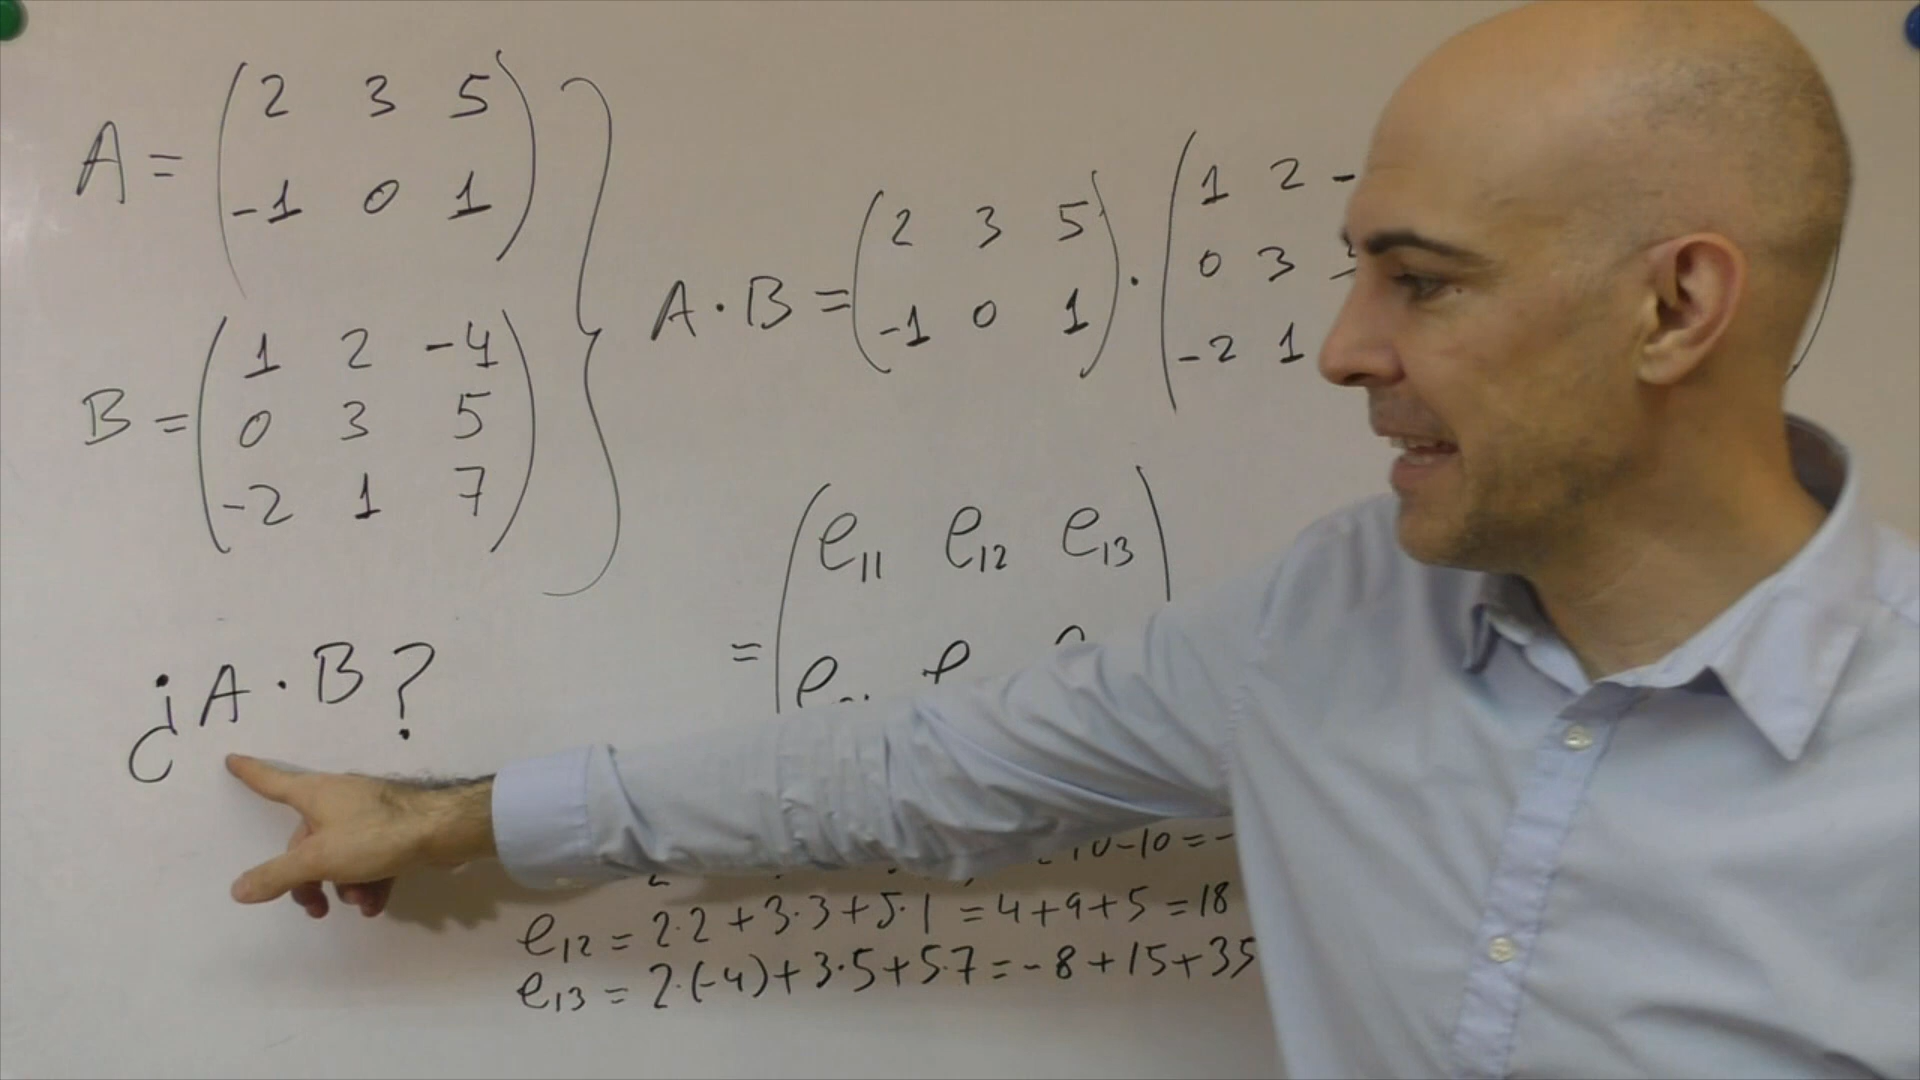 A = ( 2 3 5
-1 0 1 )
B = ( 1 2 -4
0 3 5
-2 1 7 )
¿A · B?
A · B = ( 2 3 5
-1 0 1 ) · ( 1 2 -
0 3
-2 1
= ( e11 e12 e13 )
10-10=-
e12 = 2·2+3·3+5·1 = 4+9+5 = 18
e13 = 2·(-4)+3·5+5·7 = -8+15+35